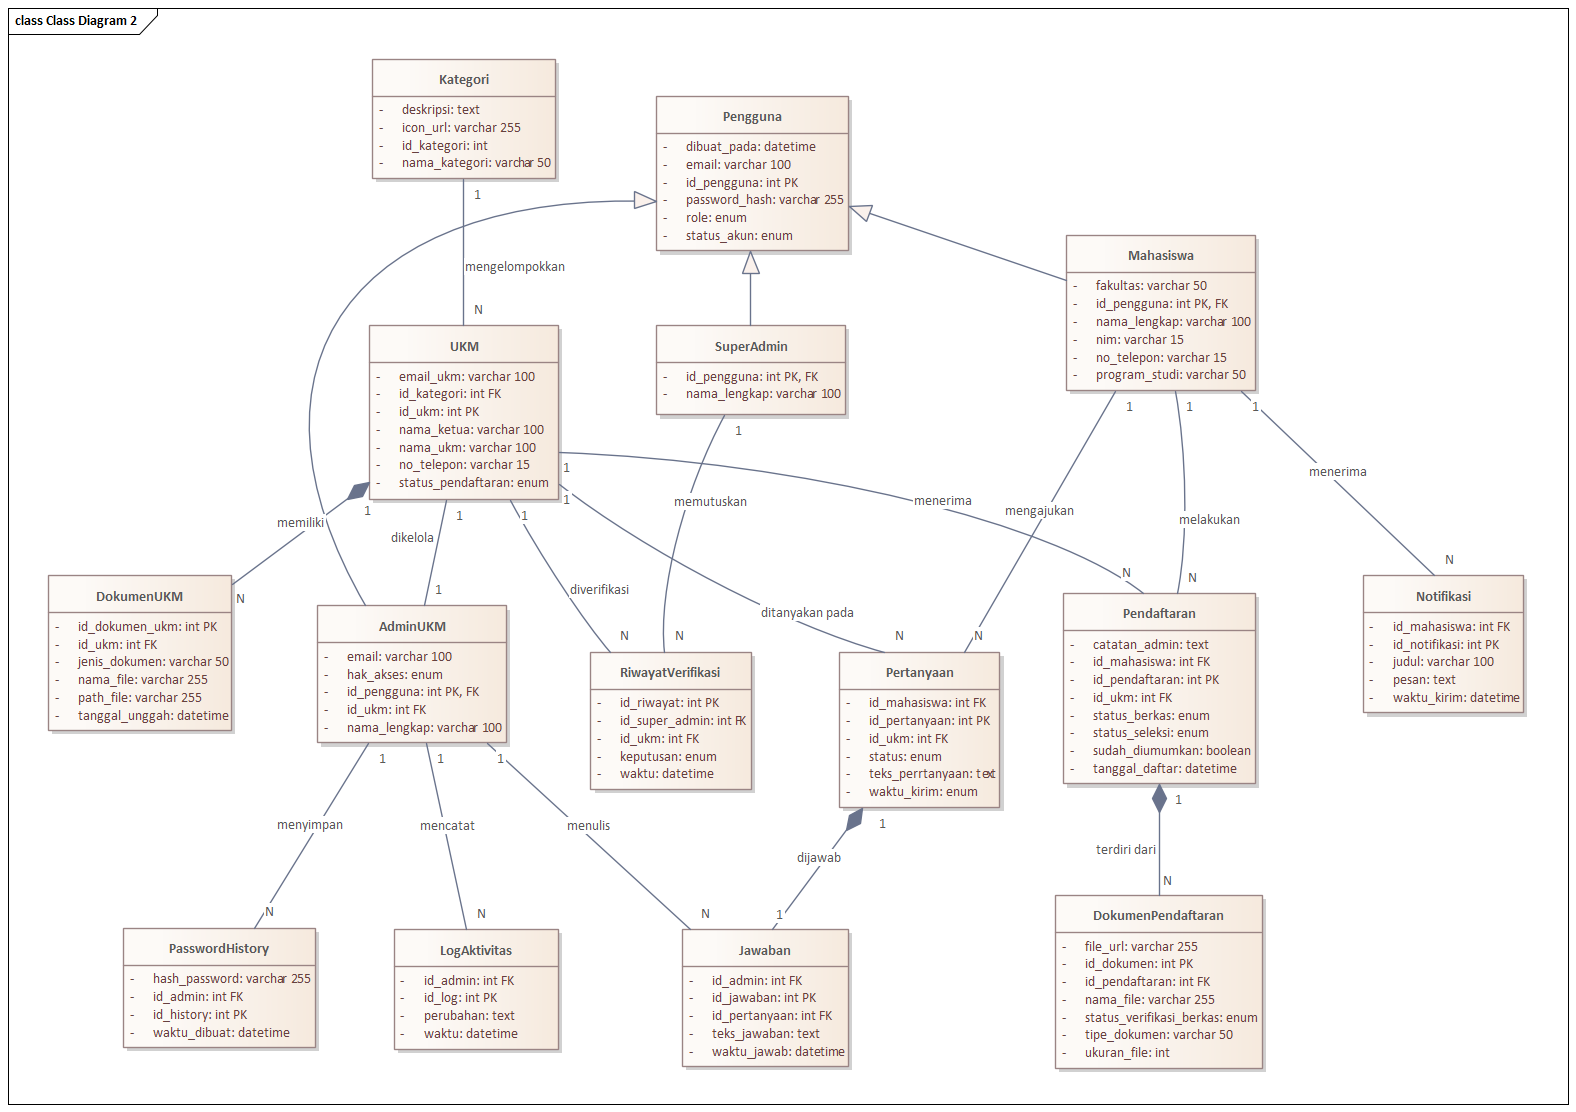 class Class Diagram 2
Kategori
- deskripsi: text
- icon_url: varchar 255
- id_kategori: int
- nama_kategori: varchar 50
Pengguna
- dibuat_pada: datetime
- email: varchar 100
- id_pengguna: int PK
- password_hash: varchar 255
- role: enum
- status_akun: enum
Mahasiswa
- fakultas: varchar 50
- id_pengguna: int PK, FK
- nama_lengkap: varchar 100
- nim: varchar 15
- no_telepon: varchar 15
- program_studi: varchar 50
1
mengelompokkan
N
UKM
- email_ukm: varchar 100
- id_kategori: int FK
- id_ukm: int PK
- nama_ketua: varchar 100
- nama_ukm: varchar 100
- no_telepon: varchar 15
- status_pendaftaran: enum
SuperAdmin
- id_pengguna: int PK, FK
- nama_lengkap: varchar 100
1
memutuskan
N
1
menerima
N
1
ditanyakan pada
N
1
mengajukan
N
1
melakukan
N
1
menerima
N
1
memiliki
N
1
dikelola
1
1
diverifikasi
N
DokumenUKM
- id_dokumen_ukm: int PK
- id_ukm: int FK
- jenis_dokumen: varchar 50
- nama_file: varchar 255
- path_file: varchar 255
- tanggal_unggah: datetime
AdminUKM
- email: varchar 100
- hak_akses: enum
- id_pengguna: int PK, FK
- id_ukm: int FK
- nama_lengkap: varchar 100
RiwayatVerifikasi
- id_riwayat: int PK
- id_super_admin: int FK
- id_ukm: int FK
- keputusan: enum
- waktu: datetime
Pertanyaan
- id_mahasiswa: int FK
- id_pertanyaan: int PK
- id_ukm: int FK
- status: enum
- teks_perrtanyaan: text
- waktu_kirim: enum
Pendaftaran
- catatan_admin: text
- id_mahasiswa: int FK
- id_pendaftaran: int PK
- id_ukm: int FK
- status_berkas: enum
- status_seleksi: enum
- sudah_diumumkan: boolean
- tanggal_daftar: datetime
Notifikasi
- id_mahasiswa: int FK
- id_notifikasi: int PK
- judul: varchar 100
- pesan: text
- waktu_kirim: datetime
1
menyimpan
N
1
mencatat
N
1
menulis
N
1
dijawab
1
1
terdiri dari
N
PasswordHistory
- hash_password: varchar 255
- id_admin: int FK
- id_history: int PK
- waktu_dibuat: datetime
LogAktivitas
- id_admin: int FK
- id_log: int PK
- perubahan: text
- waktu: datetime
Jawaban
- id_admin: int FK
- id_jawaban: int PK
- id_pertanyaan: int FK
- teks_jawaban: text
- waktu_jawab: datetime
DokumenPendaftaran
- file_url: varchar 255
- id_dokumen: int PK
- id_pendaftaran: int FK
- nama_file: varchar 255
- status_verifikasi_berkas: enum
- tipe_dokumen: varchar 50
- ukuran_file: int